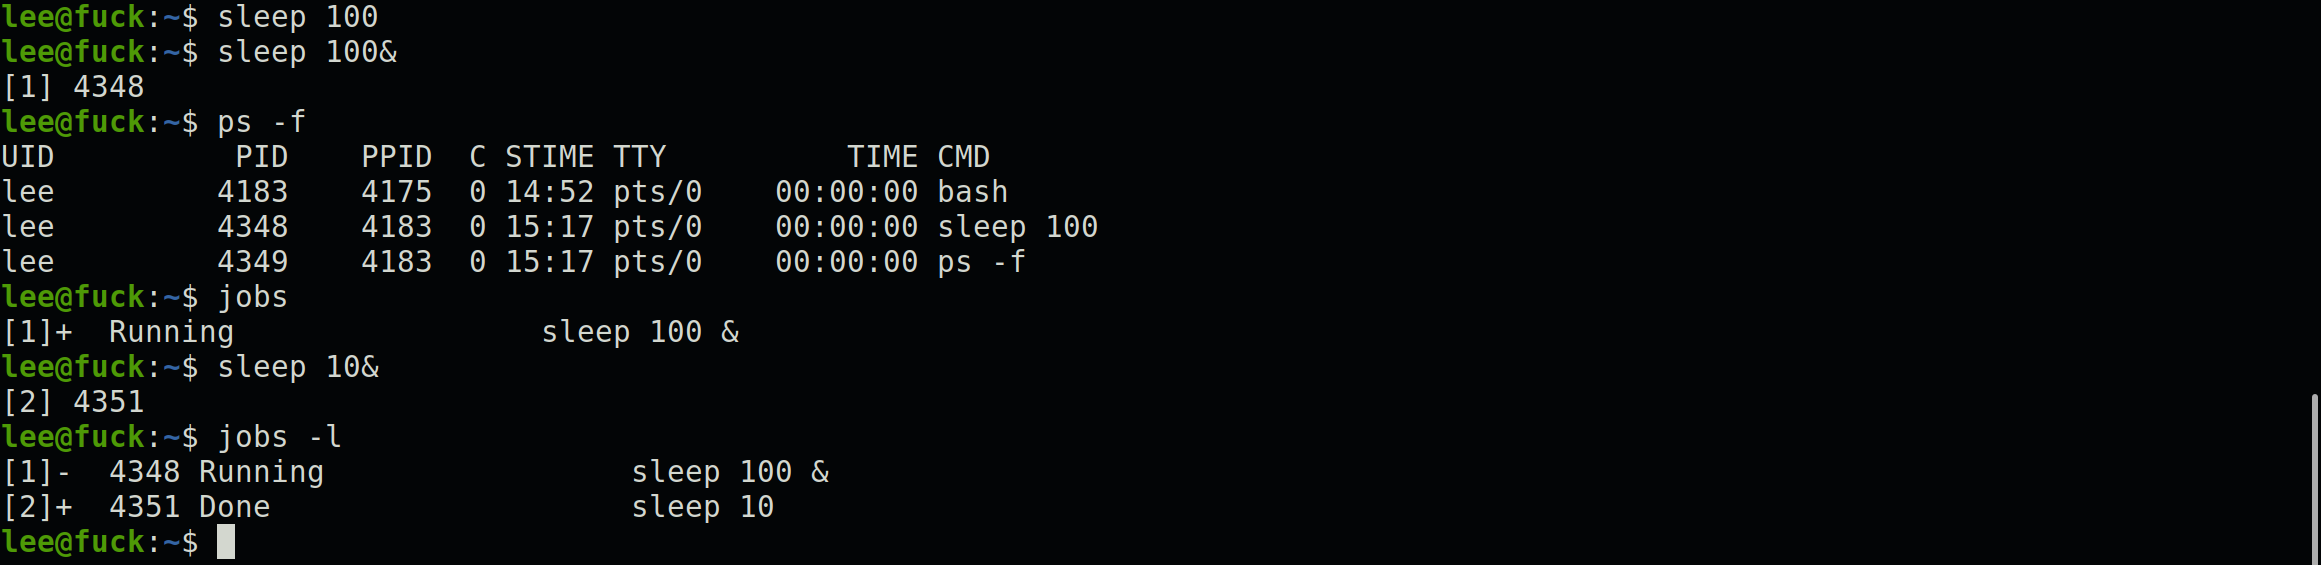 lee@fuck:~$ sleep 100
lee@fuck:~$ sleep 100&
[1] 4348
lee@fuck:~$ ps -f
UID          PID    PPID  C STIME TTY          TIME CMD
lee         4183    4175  0 14:52 pts/0    00:00:00 bash
lee         4348    4183  0 15:17 pts/0    00:00:00 sleep 100
lee         4349    4183  0 15:17 pts/0    00:00:00 ps -f
lee@fuck:~$ jobs
[1]+  Running                 sleep 100 &
lee@fuck:~$ sleep 10&
[2] 4351
lee@fuck:~$ jobs -l
[1]-  4348 Running                 sleep 100 &
[2]+  4351 Done                    sleep 10
lee@fuck:~$